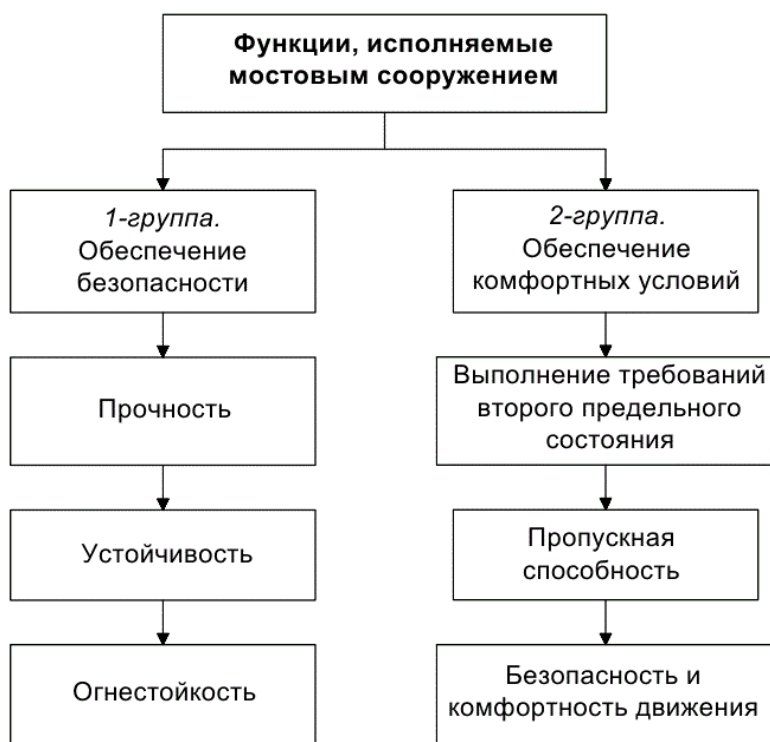 Функции, исполняемые
мостовым сооружением
1-группа.
Обеспечение
безопасности
2-группа.
Обеспечение
комфортных условий
Прочность
Выполнение требований
второго предельного
состояния
Устойчивость
Пропускная
способность
Огнестойкость
Безопасность и
комфортность движения